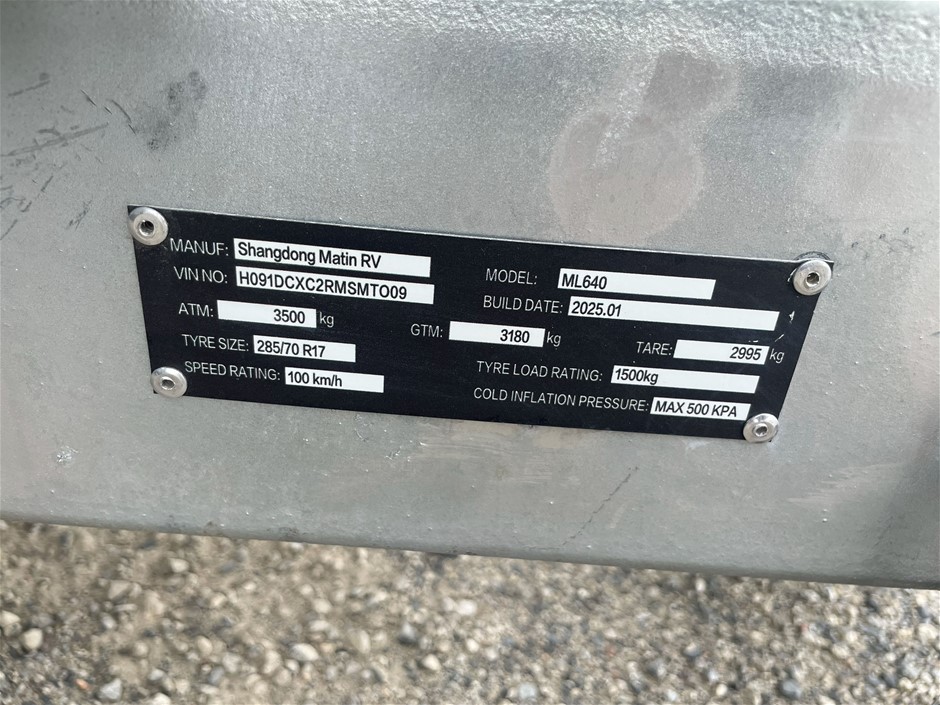 MANUF: Shangdong Matin RV
VIN NO: H091DCXC2RMSMTO09
MODEL: ML640
BUILD DATE: 2025.01
ATM: 3500 kg
GTM: 3180 kg
TARE: 2995 kg
TYRE SIZE: 285/70 R17
TYRE LOAD RATING: 1500kg
SPEED RATING: 100 km/h
COLD INFLATION PRESSURE: MAX 500 KPA